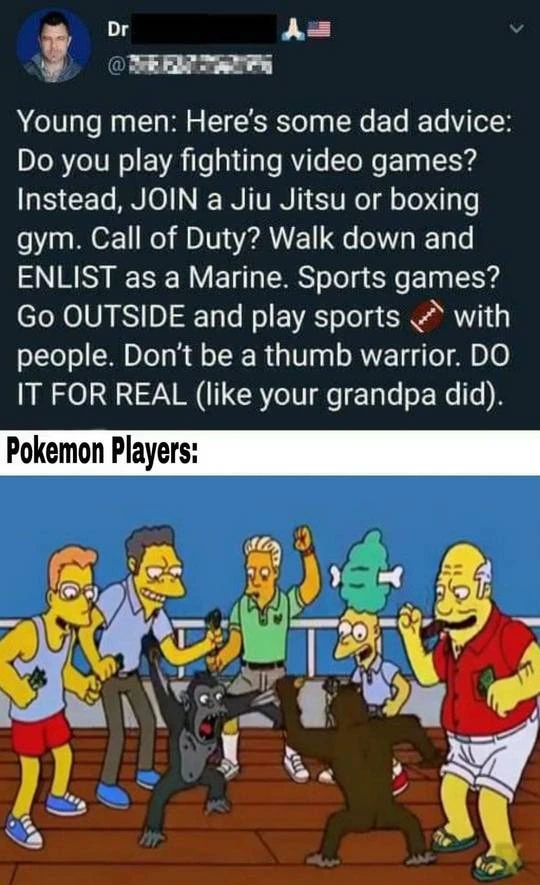 Dr 🙏🏻🇺🇸
@
Young men: Here's some dad advice:
Do you play fighting video games?
Instead, JOIN a Jiu Jitsu or boxing
gym. Call of Duty? Walk down and
ENLIST as a Marine. Sports games?
Go OUTSIDE and play sports 🏈 with
people. Don't be a thumb warrior. DO
IT FOR REAL (like your grandpa did).
Pokemon Players: